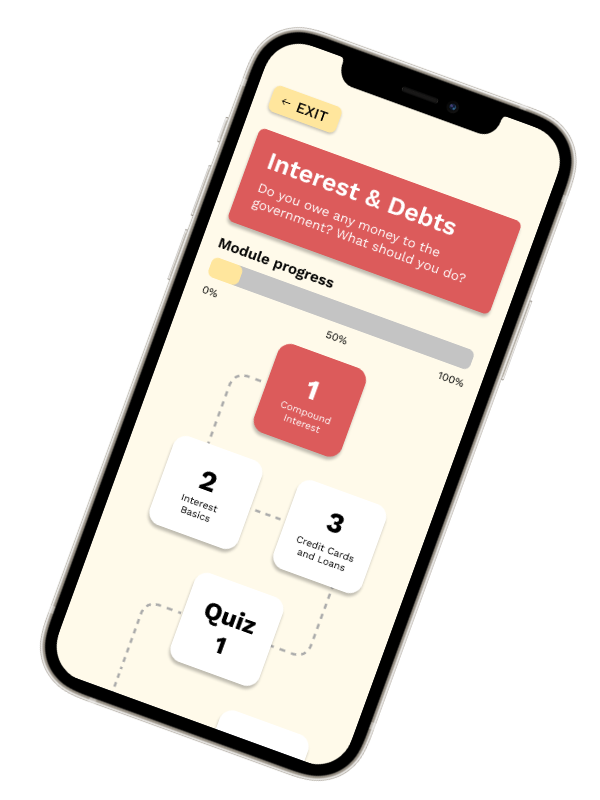 ← EXIT
Interest & Debts
Do you owe any money to the
government? What should you do?
Module progress
0%
50%
100%
1
Compound
Interest
2
Interest
Basics
3
Credit Cards
and Loans
Quiz
1